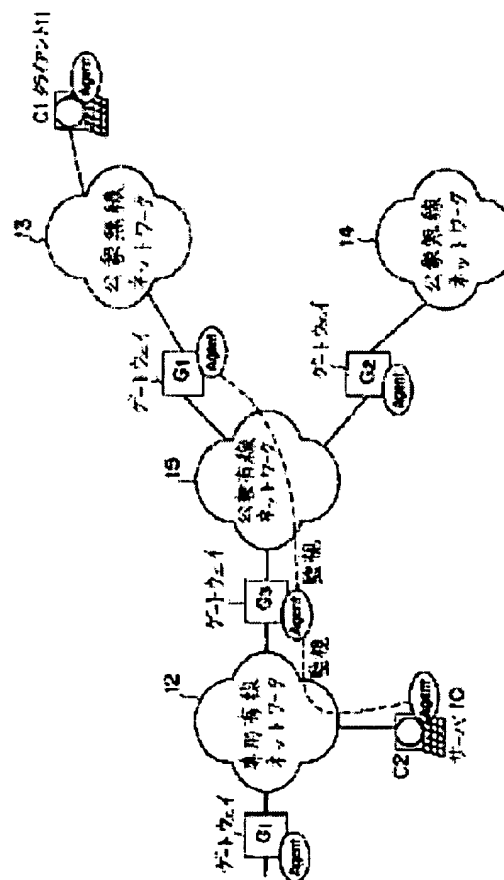 13
C1 クライアント11
Agent
公衆無線
ネットワーク
ゲートウェイ
G1
Agent
15
公衆有線
ネットワーク
12
専用有線
ネットワーク
ゲートウェイ
G3
Agent
監視
監視
ゲートウェイ
G1
Agent
ゲートウェイ
G2
Agent
14
公衆無線
ネットワーク
C2
Agent
サーバ10